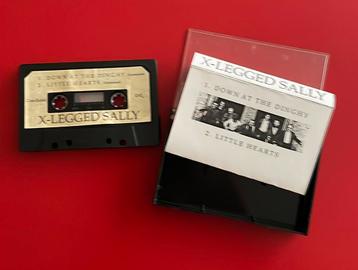 1. DOWN AT THE DINGHY
2. LITTLE HEARTS
X-LEGGED SALLY
X-LEGGED SALLY
1. DOWN AT THE DINGHY
2. LITTLE HEARTS